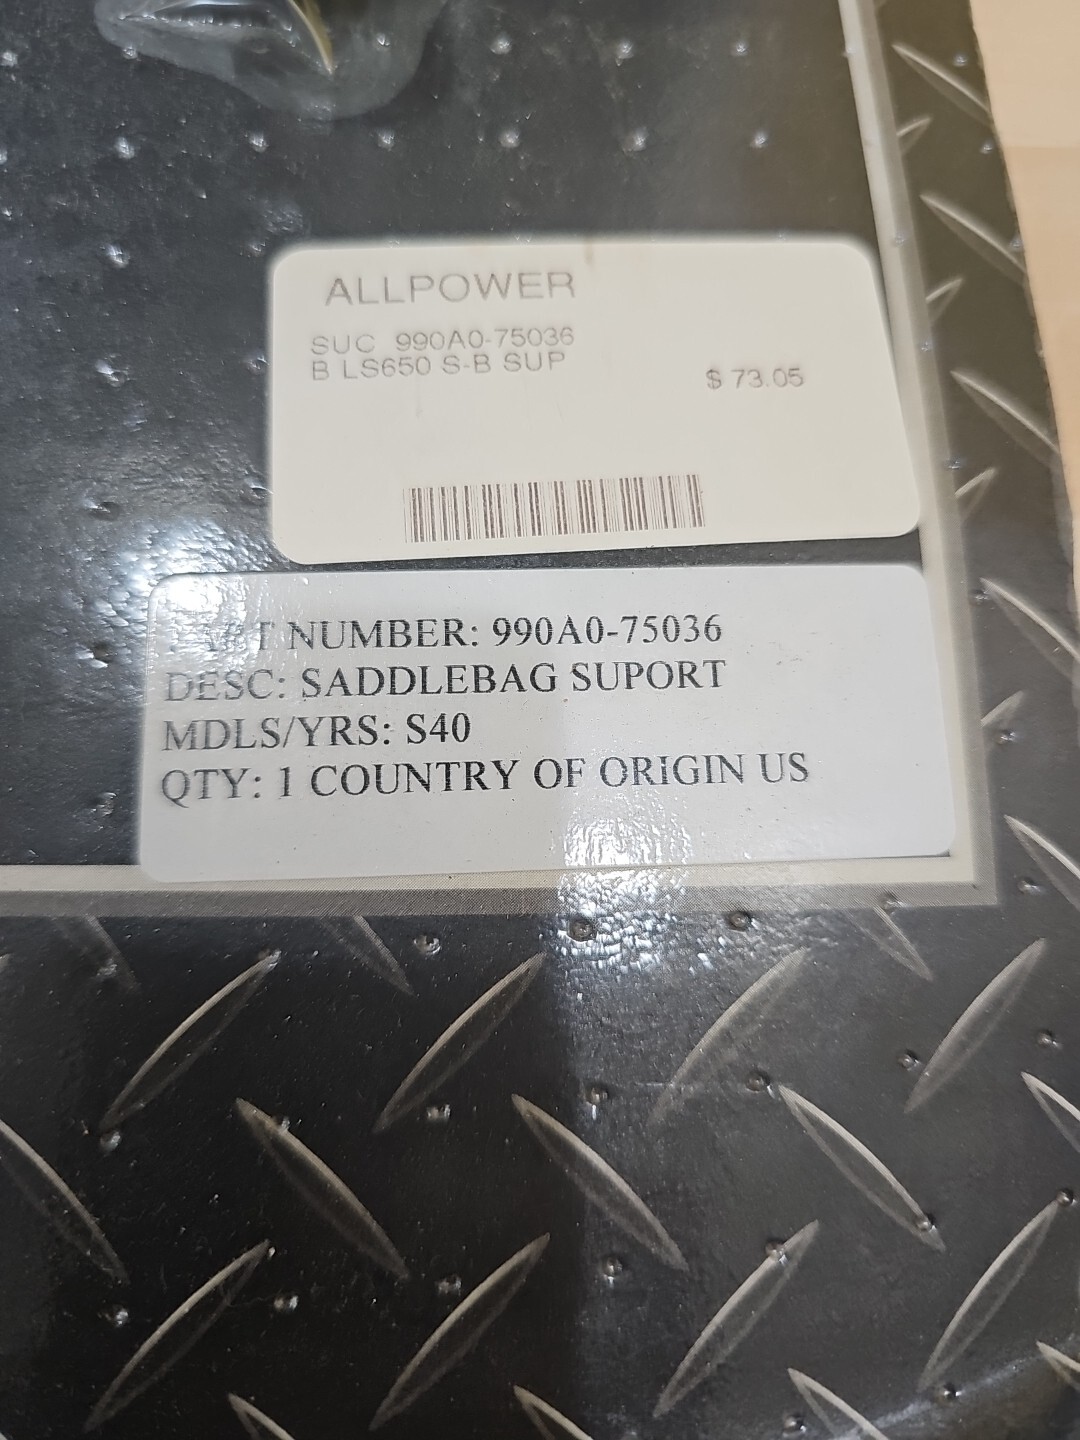 ALLPOWER
SUC 990A0-75036
B LS650 S-B SUP
$ 73.05
PART NUMBER: 990A0-75036
DESC: SADDLEBAG SUPORT
MDLS/YRS: S40
QTY: 1 COUNTRY OF ORIGIN US